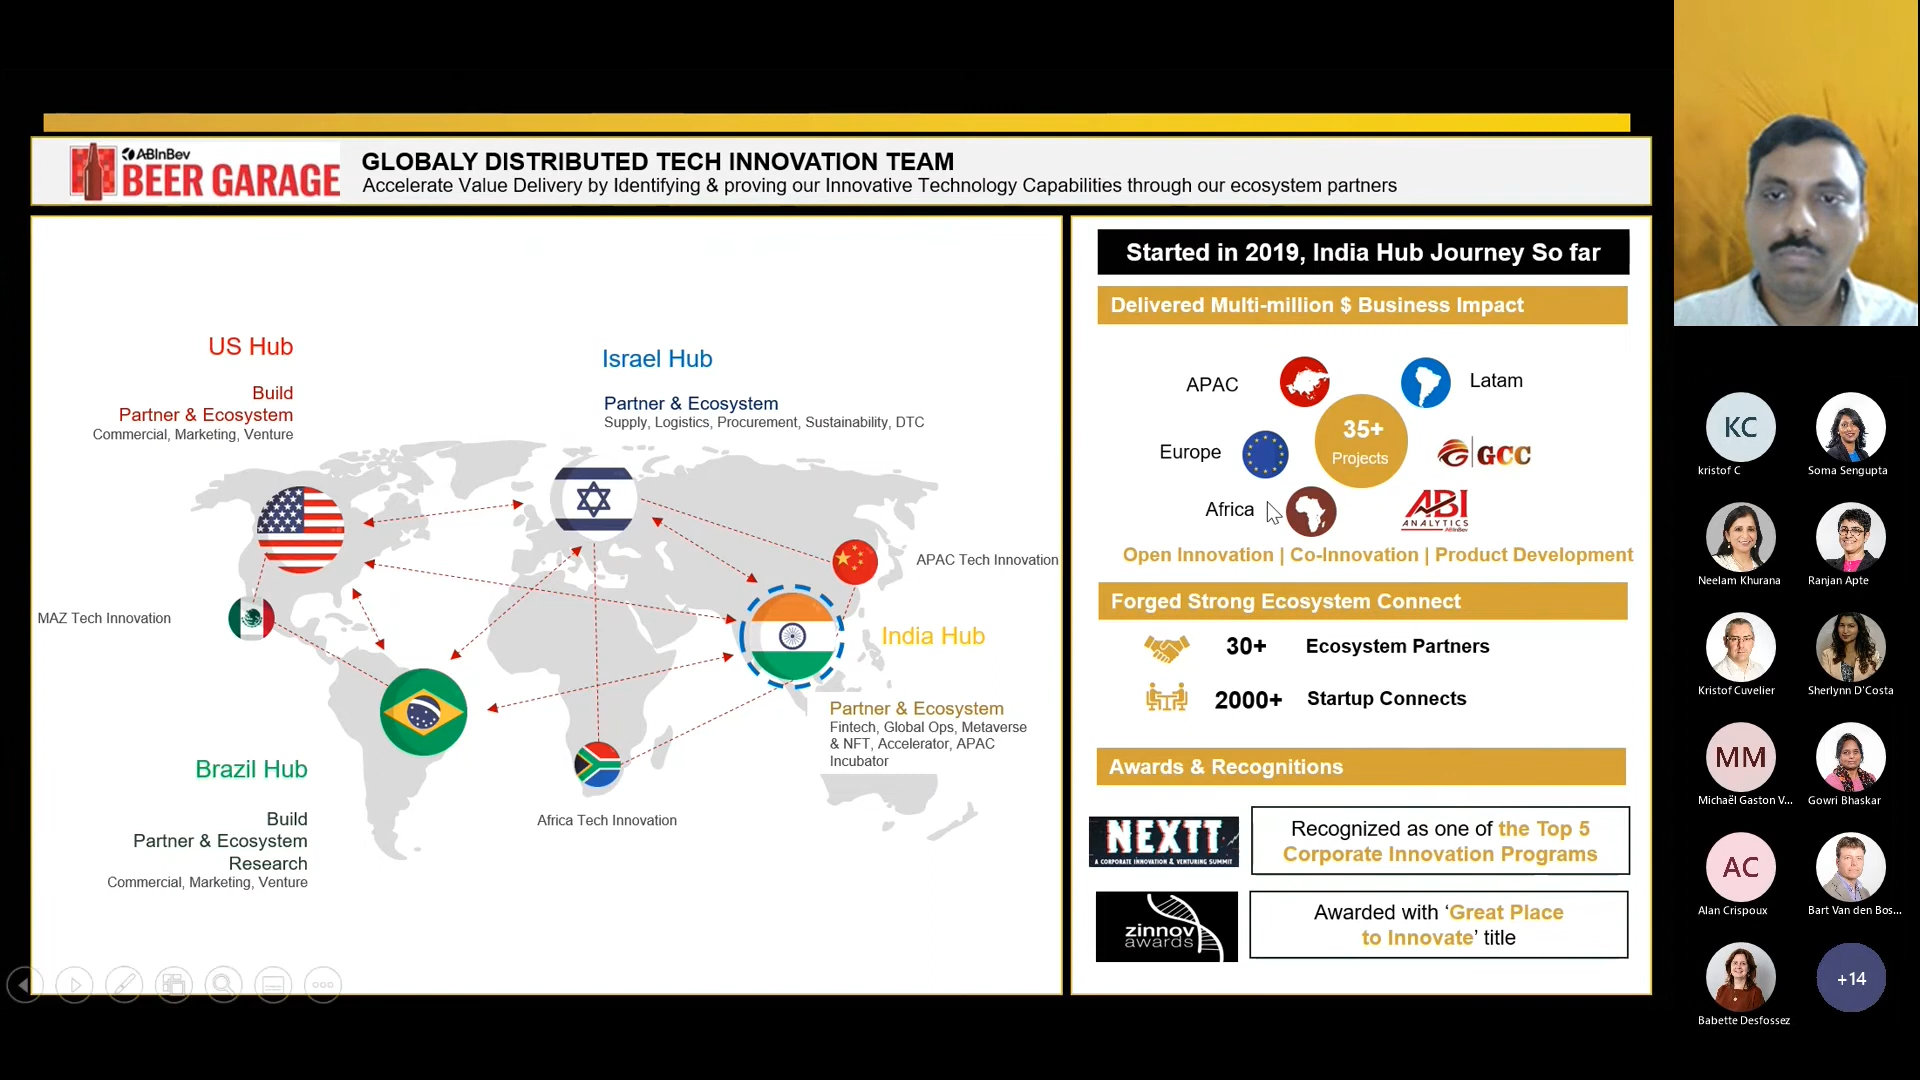 ABInBev
BEER GARAGE
GLOBALY DISTRIBUTED TECH INNOVATION TEAM
Accelerate Value Delivery by Identifying & proving our Innovative Technology Capabilities through our ecosystem partners
US Hub
Build
Partner & Ecosystem
Commercial, Marketing, Venture
Israel Hub
Partner & Ecosystem
Supply, Logistics, Procurement, Sustainability, DTC
APAC Tech Innovation
MAZ Tech Innovation
India Hub
Partner & Ecosystem
Fintech, Global Ops, Metaverse
& NFT, Accelerator, APAC
Incubator
Brazil Hub
Build
Partner & Ecosystem
Research
Commercial, Marketing, Venture
Africa Tech Innovation
Started in 2019, India Hub Journey So far
Delivered Multi-million $ Business Impact
APAC
Latam
35+
Projects
Europe
GCC
Africa
ABI
ANALYTICS
ABInBev
Open Innovation | Co-Innovation | Product Development
Forged Strong Ecosystem Connect
30+ Ecosystem Partners
2000+ Startup Connects
Awards & Recognitions
NEXTT
A CORPORATE INNOVATION & VENTURING SUMMIT
Recognized as one of the Top 5
Corporate Innovation Programs
zinnov
awards
Awarded with ‘Great Place
to Innovate’ title
KC
kristof C
Soma Sengupta
Neelam Khurana
Ranjan Apte
Kristof Cuvelier
Sherlynn D'Costa
MM
Michaël Gaston V...
Gowri Bhaskar
AC
Alan Crispoux
Bart Van den Bos...
Babette Desfossez
+14